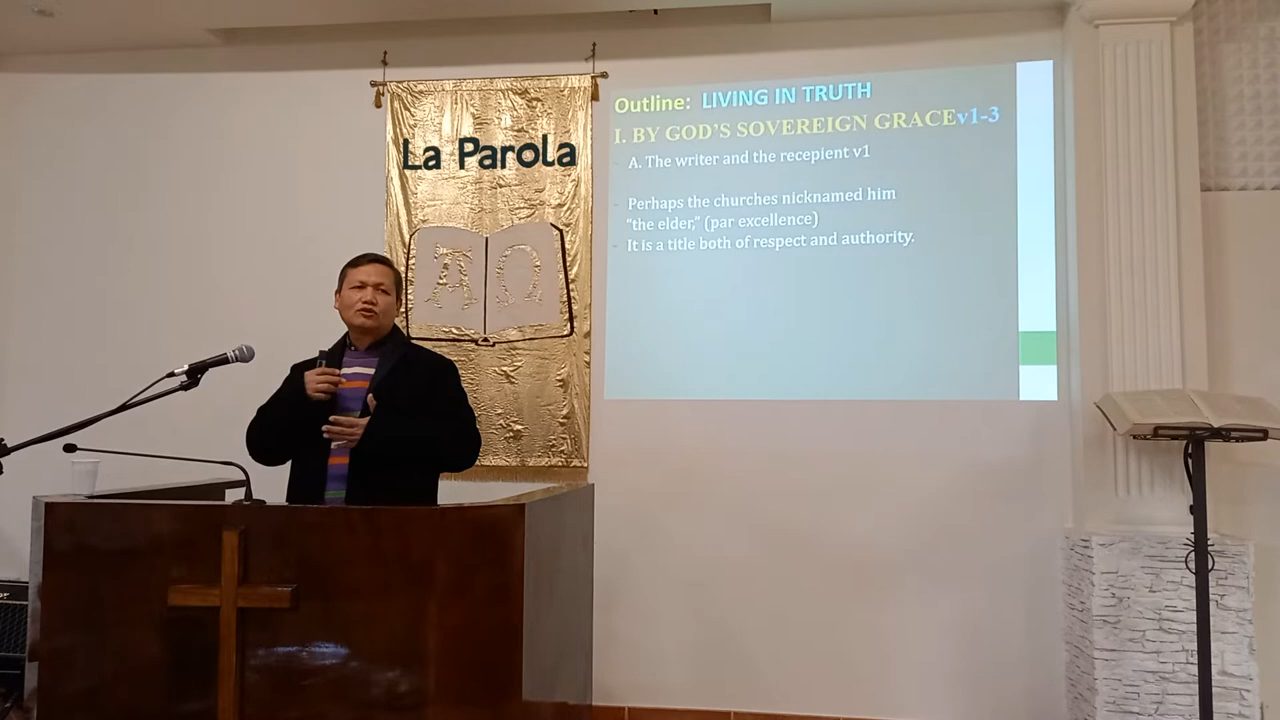 La Parola
Α Ω
Outline: LIVING IN TRUTH
I. BY GOD'S SOVEREIGN GRACEv1-3
- A. The writer and the recepient v1
- Perhaps the churches nicknamed him
"the elder," (par excellence)
- It is a title both of respect and authority.